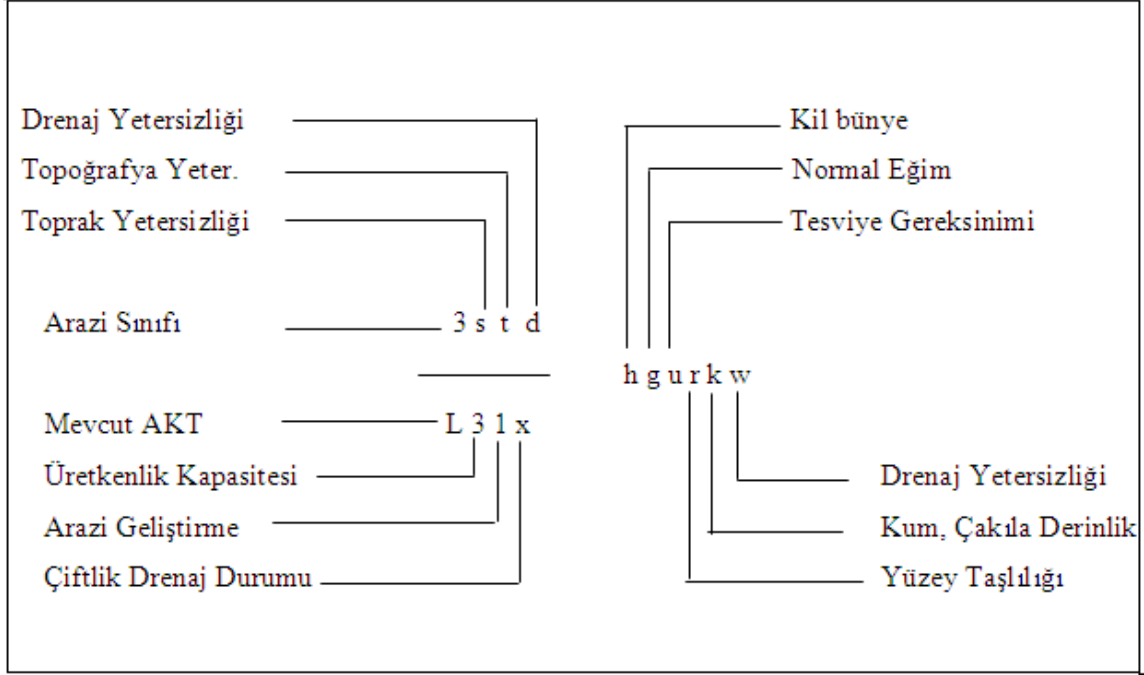 Drenaj Yetersizliği
Topoğrafya Yeter.
Toprak Yetersizliği
Arazi Sınıfı
3 s t d
Mevcut AKT
L 3 1 x
Üretkenlik Kapasitesi
Arazi Geliştirme
Çiftlik Drenaj Durumu
Kil bünye
Normal Eğim
Tesviye Gereksinimi
h g u r k w
Drenaj Yetersizliği
Kum, Çakıla Derinlik
Yüzey Taşlılığı